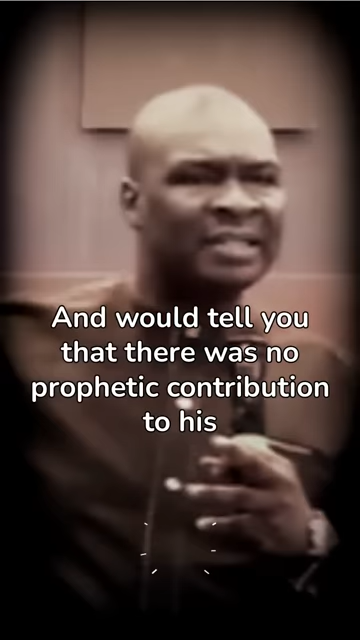 And would tell you
that there was no
prophetic contribution
to his